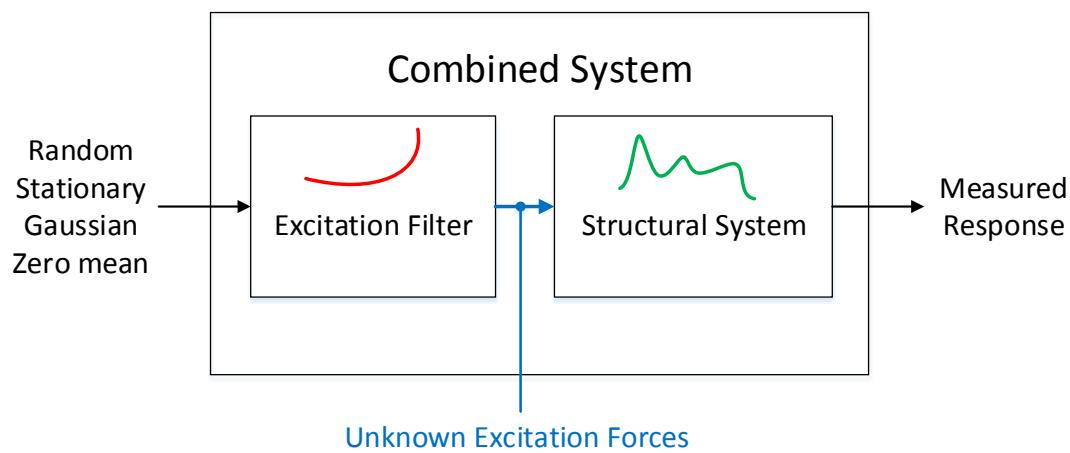 Combined System
Random
Stationary
Gaussian
Zero mean
Excitation Filter
Structural System
Measured
Response
Unknown Excitation Forces